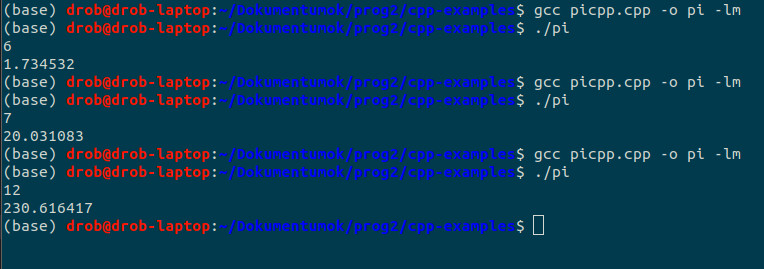 (base) drob@drob-laptop:~/Dokumentumok/prog2/cpp-examples$ gcc picpp.cpp -o pi -lm
(base) drob@drob-laptop:~/Dokumentumok/prog2/cpp-examples$ ./pi
6
1.734532
(base) drob@drob-laptop:~/Dokumentumok/prog2/cpp-examples$ gcc picpp.cpp -o pi -lm
(base) drob@drob-laptop:~/Dokumentumok/prog2/cpp-examples$ ./pi
7
20.031083
(base) drob@drob-laptop:~/Dokumentumok/prog2/cpp-examples$ gcc picpp.cpp -o pi -lm
(base) drob@drob-laptop:~/Dokumentumok/prog2/cpp-examples$ ./pi
12
230.616417
(base) drob@drob-laptop:~/Dokumentumok/prog2/cpp-examples$